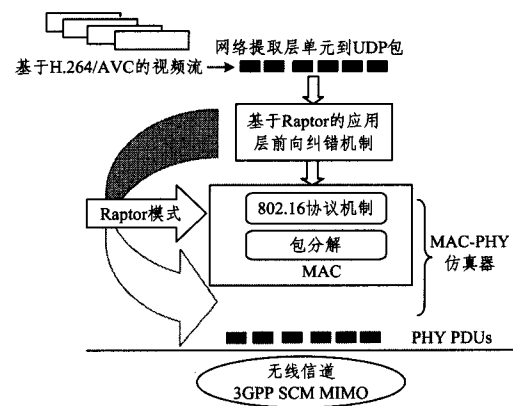 网络提取层单元到UDP包
基于H.264/AVC的视频流
基于Raptor的应用
层前向纠错机制
Raptor模式
802.16协议机制
包分解
MAC
MAC-PHY
仿真器
PHY PDUs
无线信道
3GPP SCM MIMO